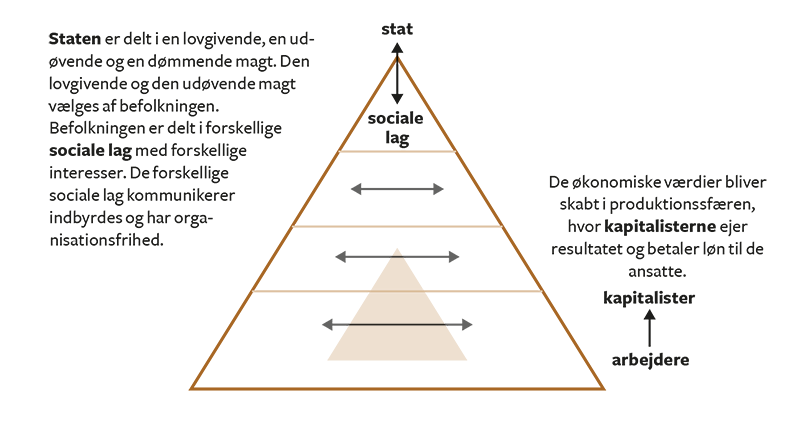 Staten er delt i en lovgivende, en ud-
øvende og en dømmende magt. Den
lovgivende og den udøvende magt
vælges af befolkningen.
Befolkningen er delt i forskellige
sociale lag med forskellige
interesser. De forskellige
sociale lag kommunikerer
indbyrdes og har orga-
nisationsfrihed.
stat
sociale
lag
De økonomiske værdier bliver
skabt i produktionssfæren,
hvor kapitalisterne ejer
resultatet og betaler løn til de
ansatte.
kapitalister
arbejdere